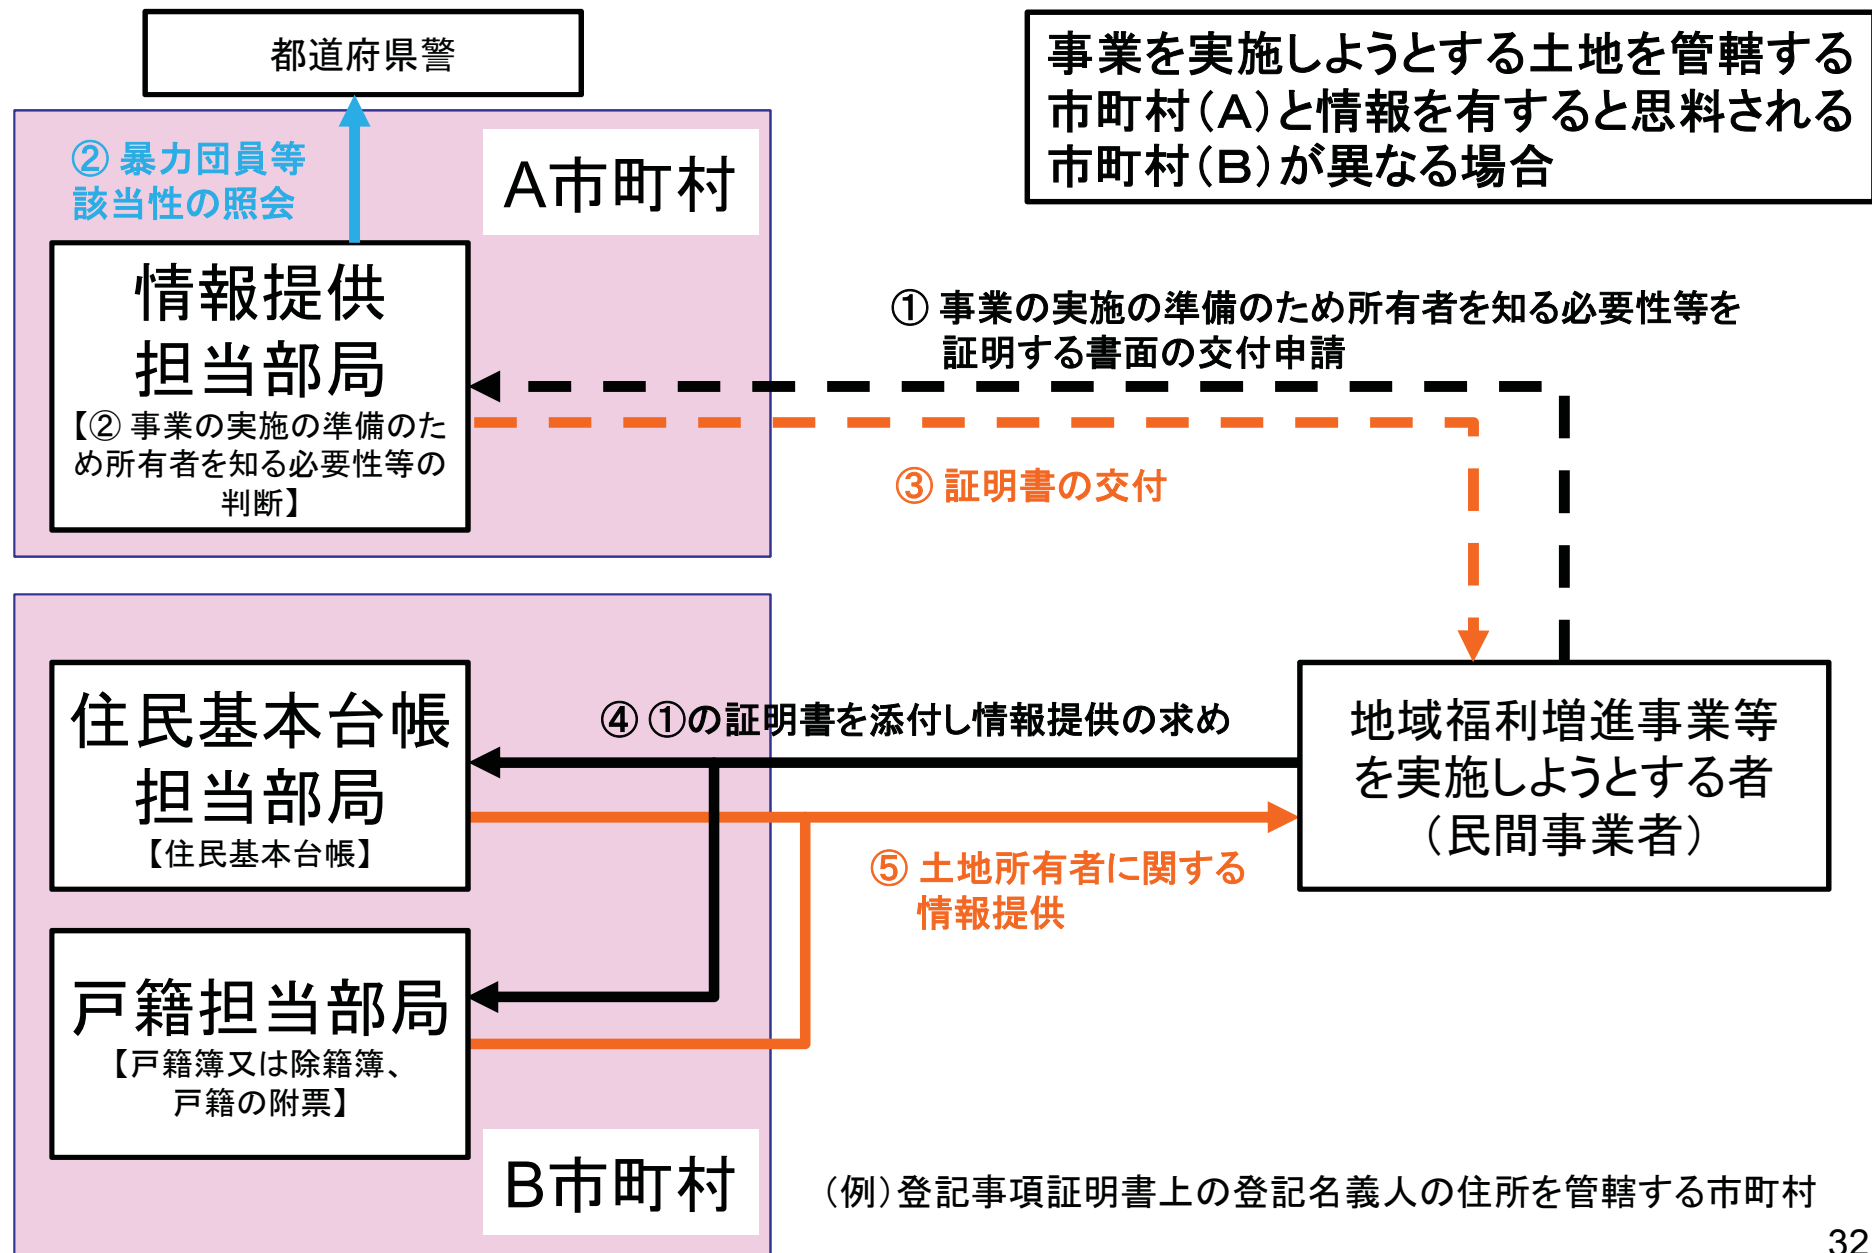 都道府県警
事業を実施しようとする土地を管轄する
市町村（A）と情報を有すると思料される
市町村（B）が異なる場合
② 暴力団員等
該当性の照会
A市町村
情報提供
担当部局
【② 事業の実施の準備のた
め所有者を知る必要性等の
判断】
① 事業の実施の準備のため所有者を知る必要性等を
証明する書面の交付申請
③ 証明書の交付
住民基本台帳
担当部局
【住民基本台帳】
④ ①の証明書を添付し情報提供の求め
地域福利増進事業等
を実施しようとする者
（民間事業者）
⑤ 土地所有者に関する
情報提供
戸籍担当部局
【戸籍簿又は除籍簿、
戸籍の附票】
B市町村
（例）登記事項証明書上の登記名義人の住所を管轄する市町村
32